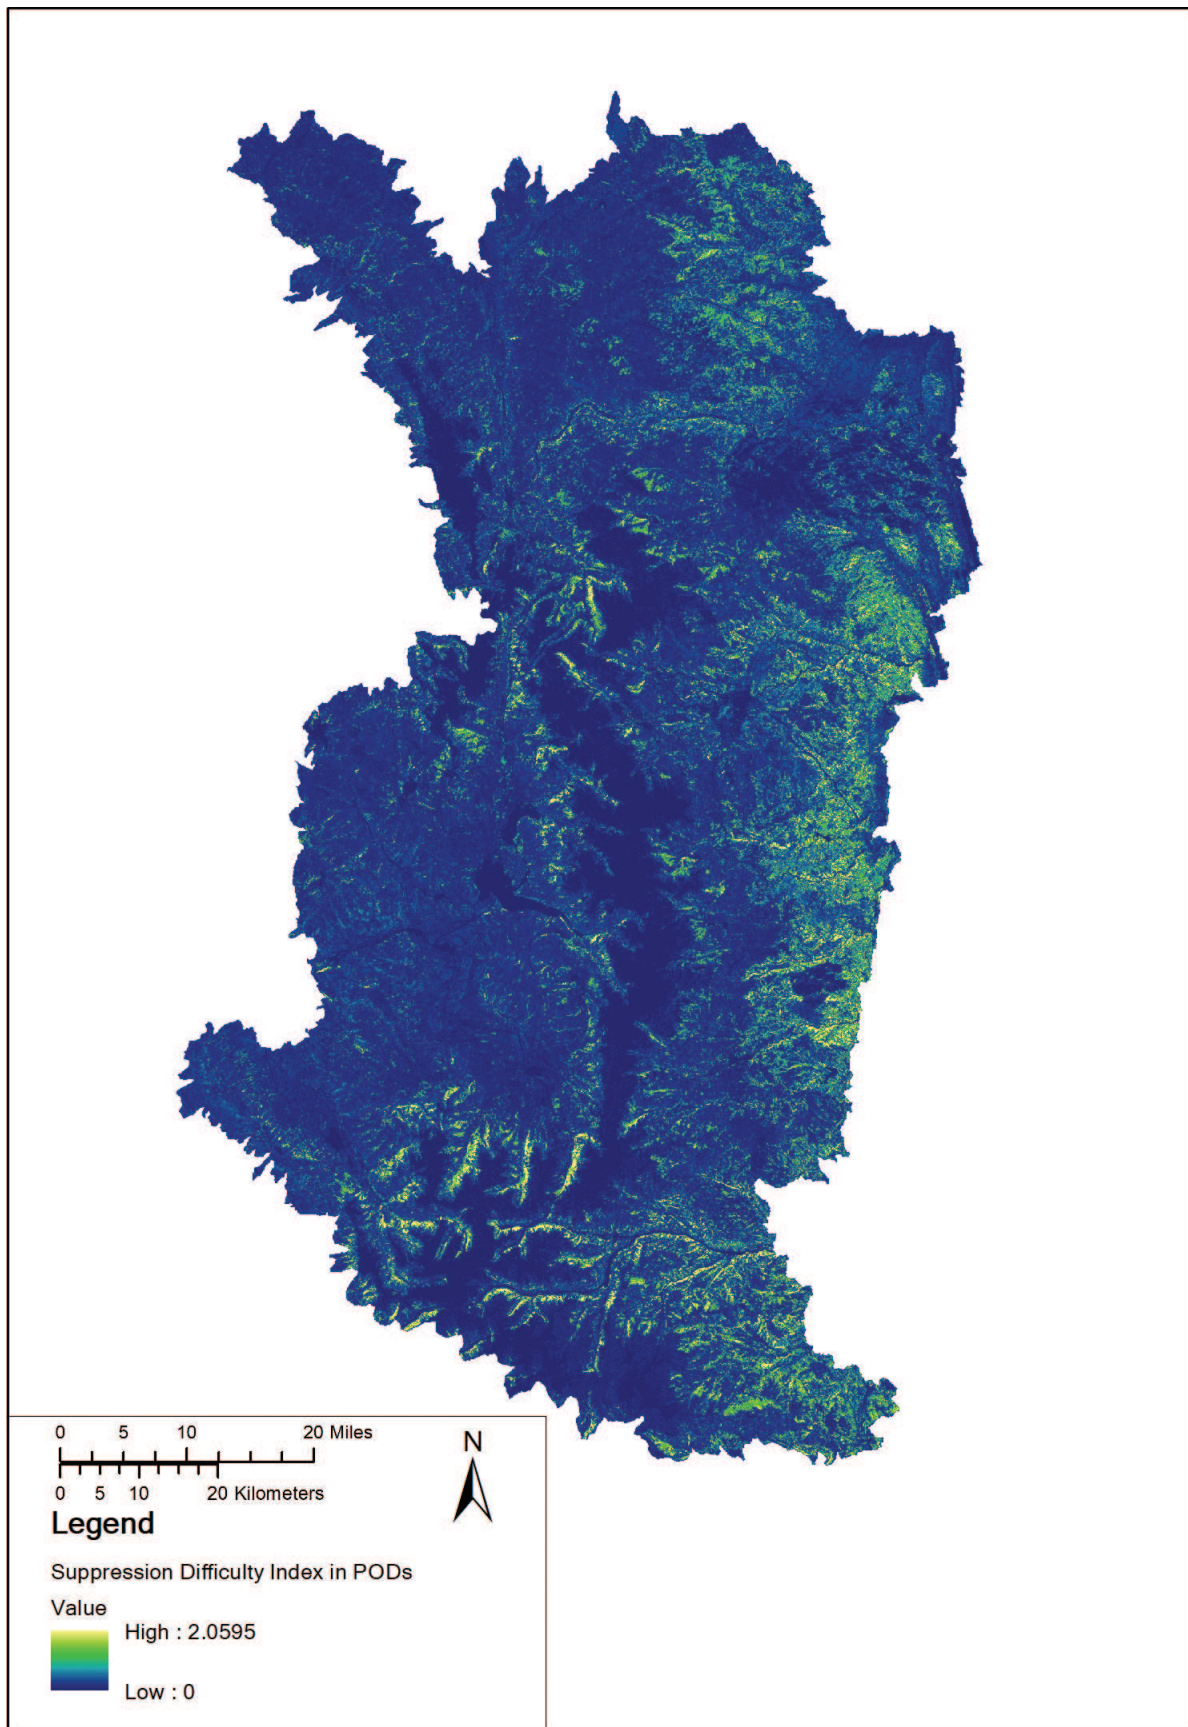 0 5 10 20 Miles
0 5 10 20 Kilometers
N
Legend
Suppression Difficulty Index in PODs
Value
High : 2.0595
Low : 0